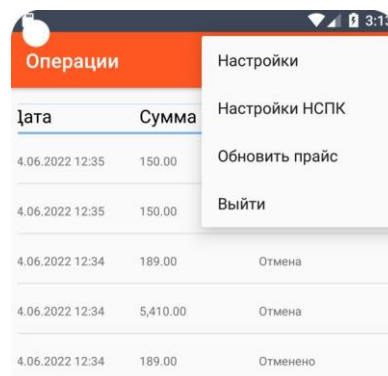 3:13
Операции
Настройки
Настройки НСПК
Обновить прайс
Выйти
Дата Сумма
4.06.2022 12:35 150.00
4.06.2022 12:35 150.00
4.06.2022 12:34 189.00 Отмена
4.06.2022 12:34 5,410.00 Отмена
4.06.2022 12:34 189.00 Отменено